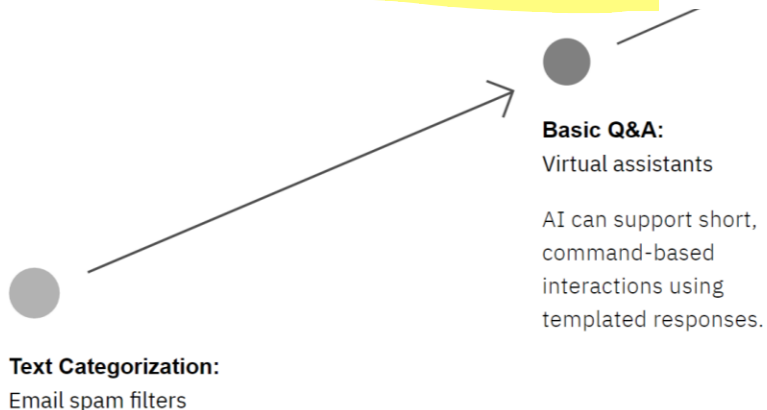 Basic Q&A:
Virtual assistants
AI can support short,
command-based
interactions using
templated responses.
Text Categorization:
Email spam filters